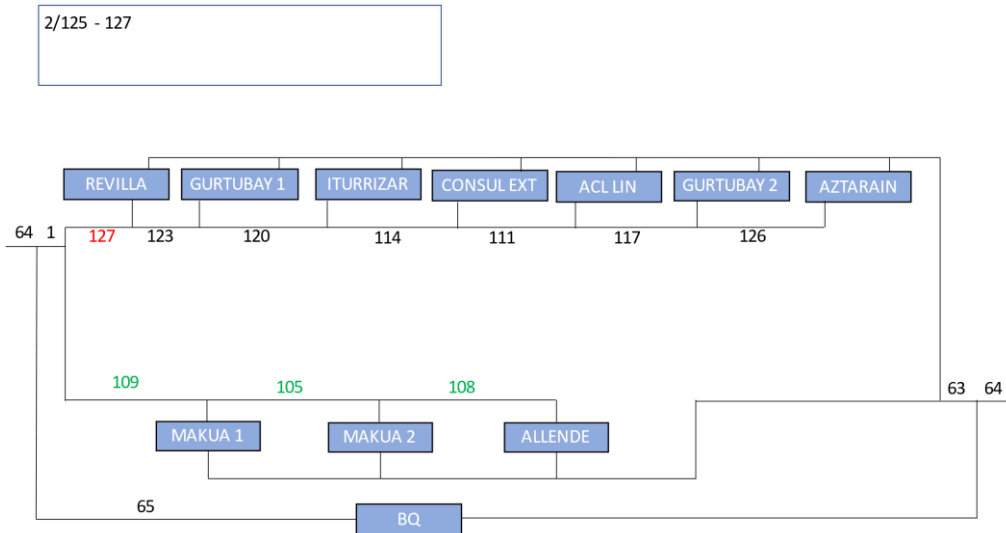 2/125 - 127
REVILLA GURTUBAY 1 ITURRIZAR CONSUL EXT ACL LIN GURTUBAY 2 AZTARAIN
64 1 127 123 120 114 111 117 126
109 105 108 63 64
MAKUA 1 MAKUA 2 ALLENDE
65
BQ